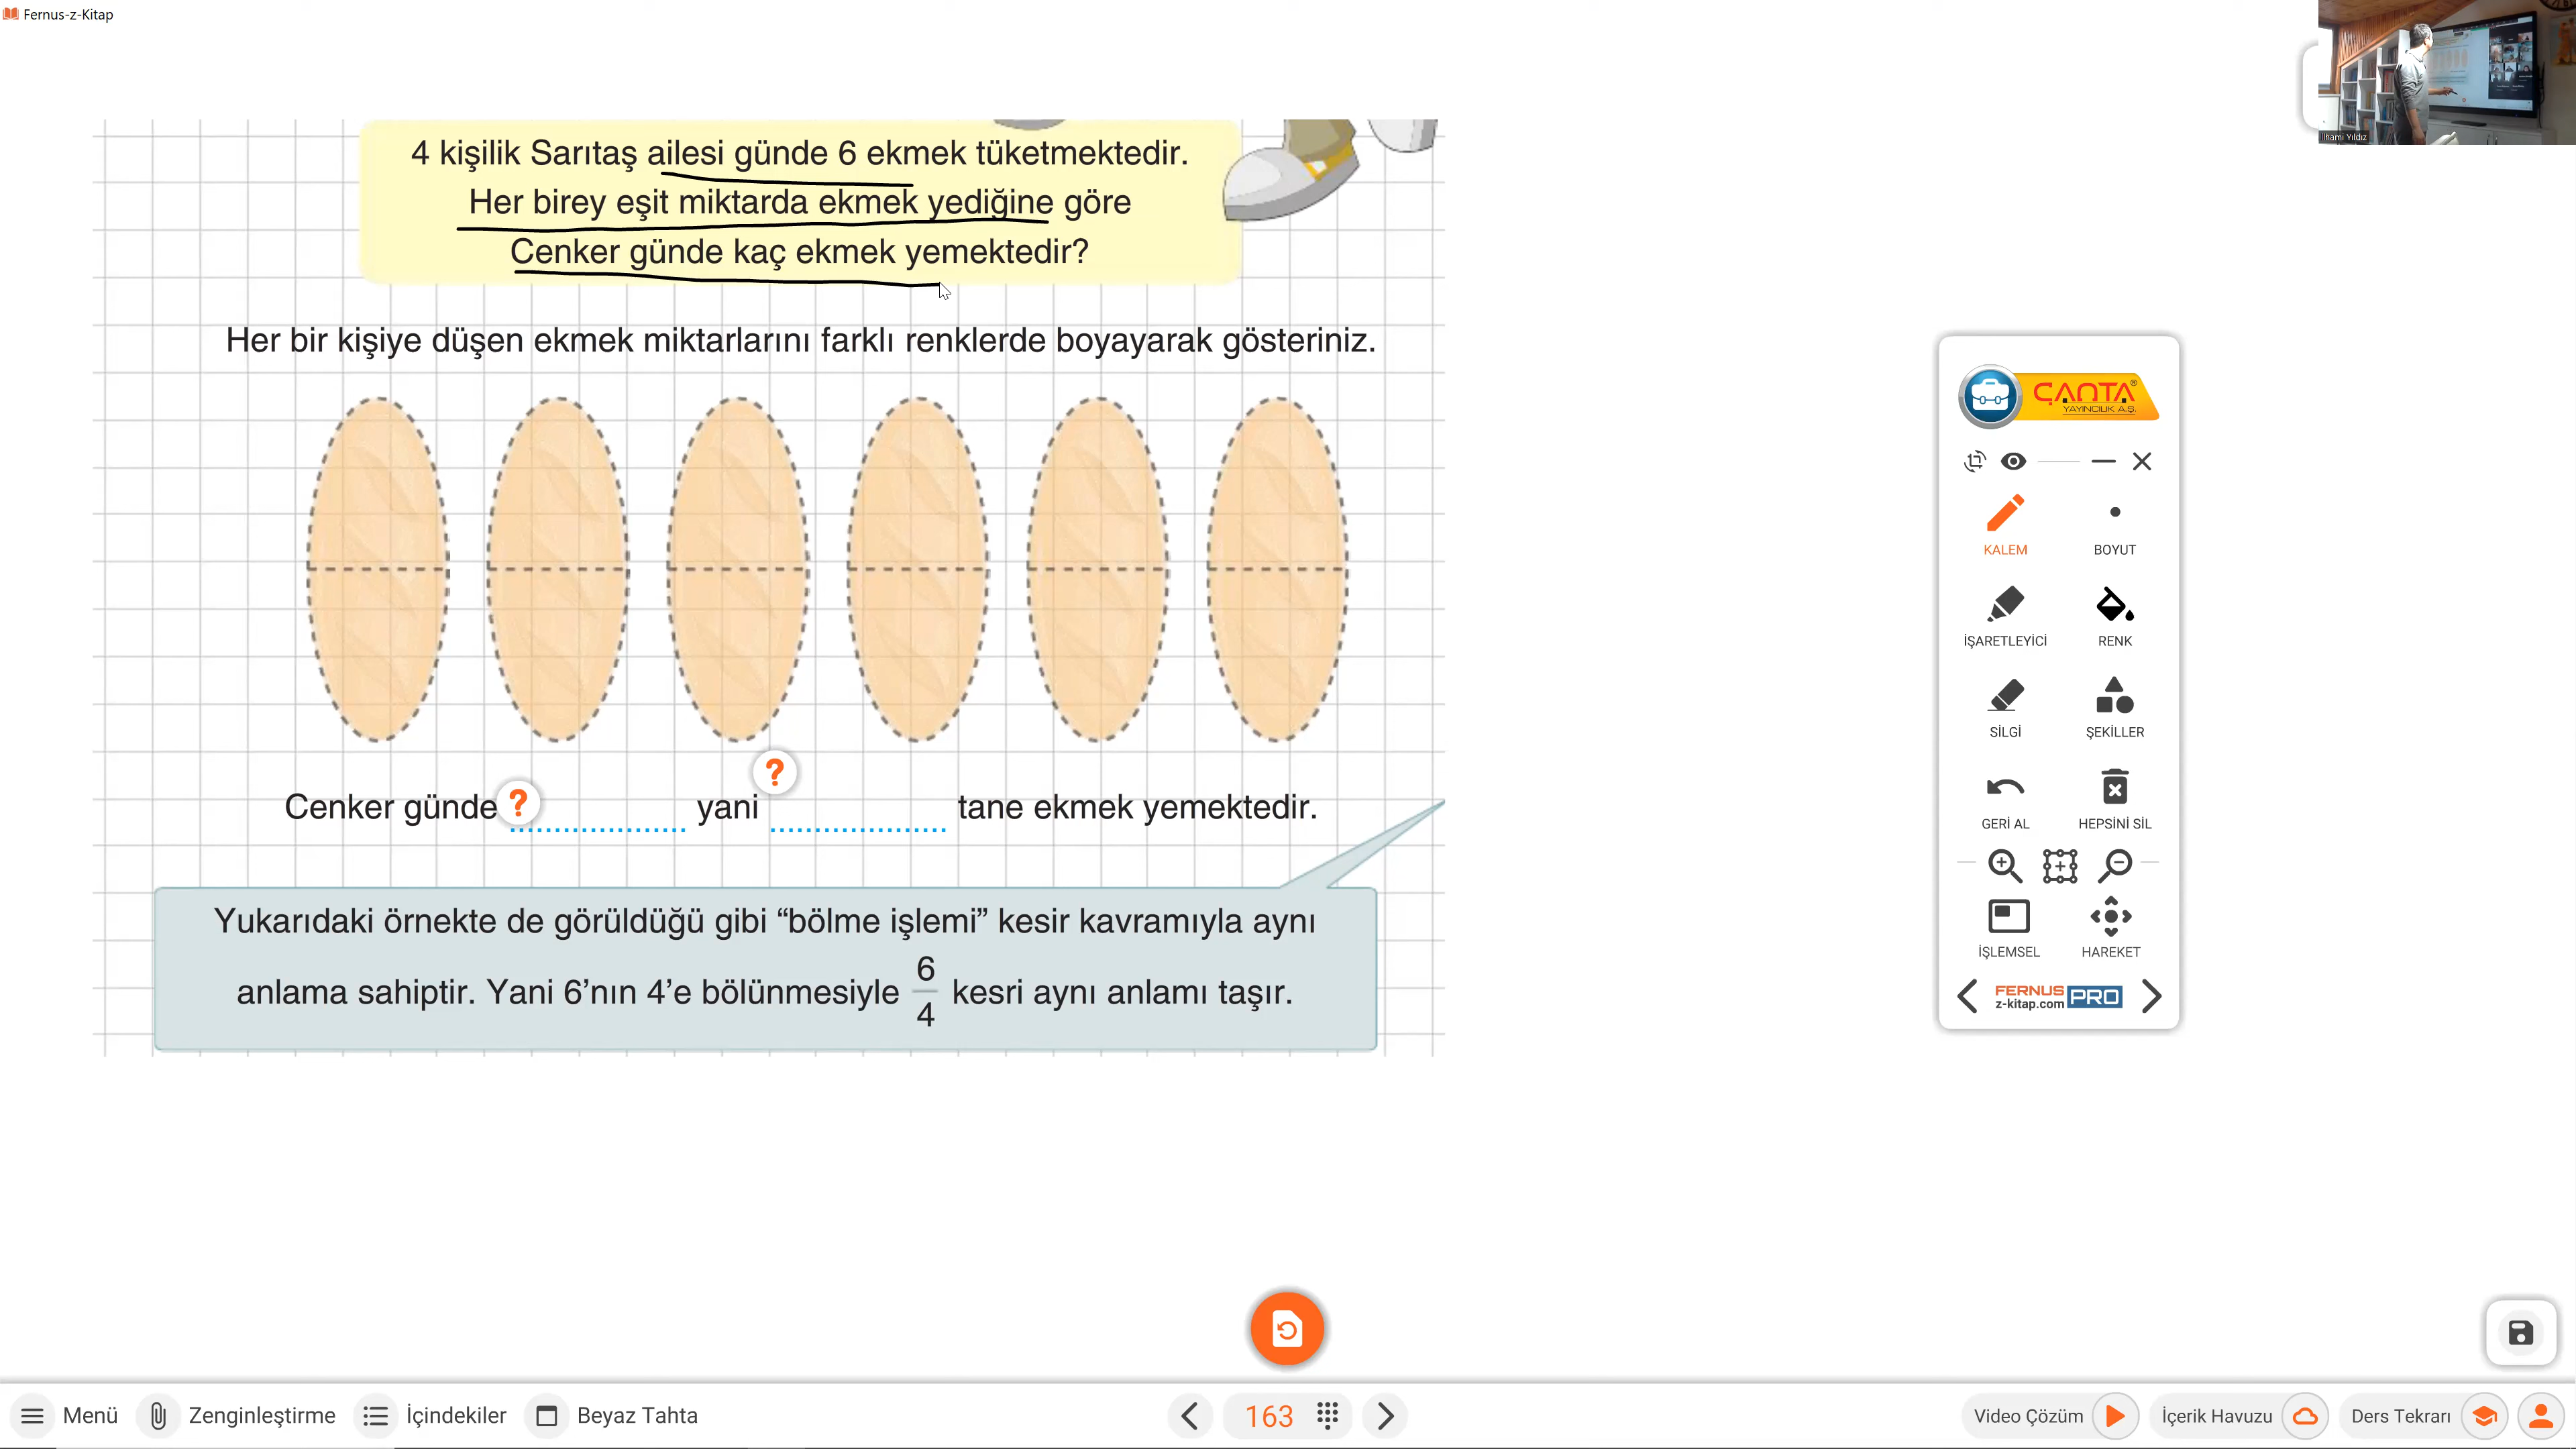 Fernus-z-Kitap
İlhami Yıldız
4 kişilik Sarıtaş ailesi günde 6 ekmek tüketmektedir.
Her birey eşit miktarda ekmek yediğine göre
Cenker günde kaç ekmek yemektedir?
Her bir kişiye düşen ekmek miktarlarını farklı renklerde boyayarak gösteriniz.
Cenker günde ? .................... yani ? .................... tane ekmek yemektedir.
Yukarıdaki örnekte de görüldüğü gibi “bölme işlemi” kesir kavramıyla aynı
anlama sahiptir. Yani 6’nın 4’e bölünmesiyle 6/4 kesri aynı anlamı taşır.
ÇANTA®
YAYINCILIK A.Ş.
KALEM BOYUT
İŞARETLEYİCİ RENK
SİLGİ ŞEKİLLER
GERİ AL HEPSİNİ SİL
İŞLEMSEL HAREKET
FERNUS PRO
z-kitap.com
Menü Zenginleştirme İçindekiler Beyaz Tahta 163 Video Çözüm İçerik Havuzu Ders Tekrarı